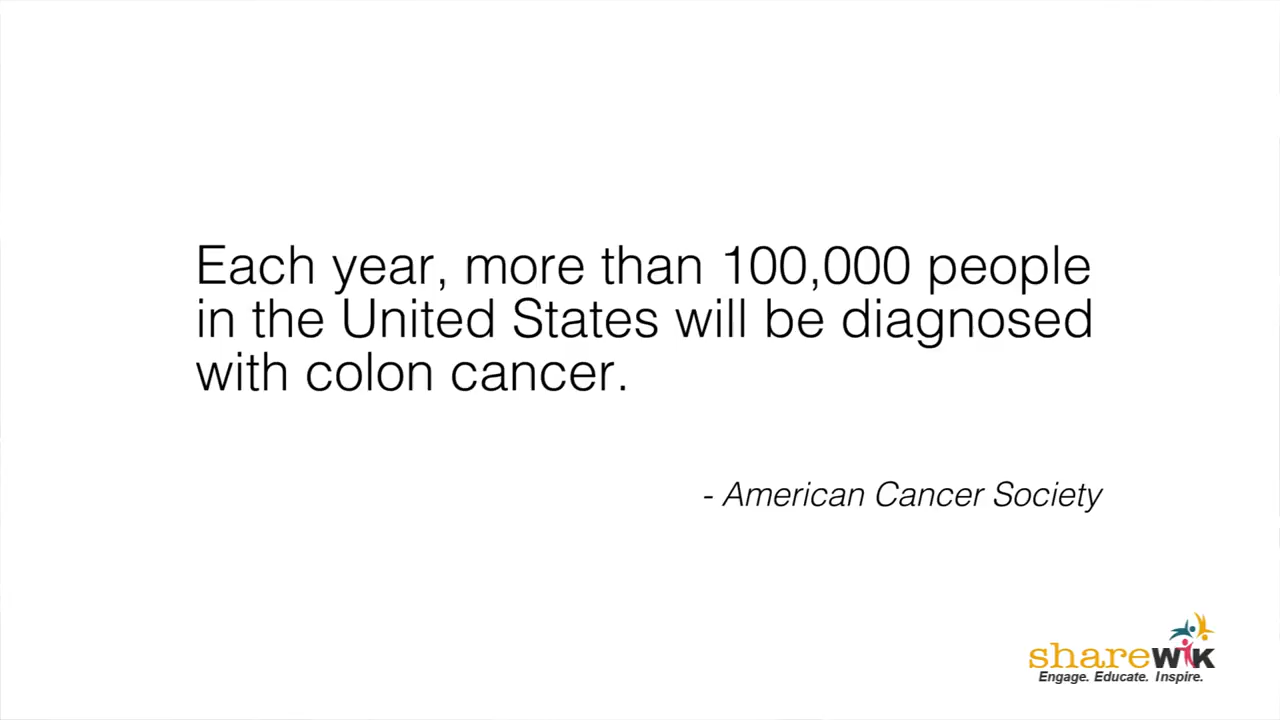 Each year, more than 100,000 people
in the United States will be diagnosed
with colon cancer.
- American Cancer Society
sharewik
Engage. Educate. Inspire.